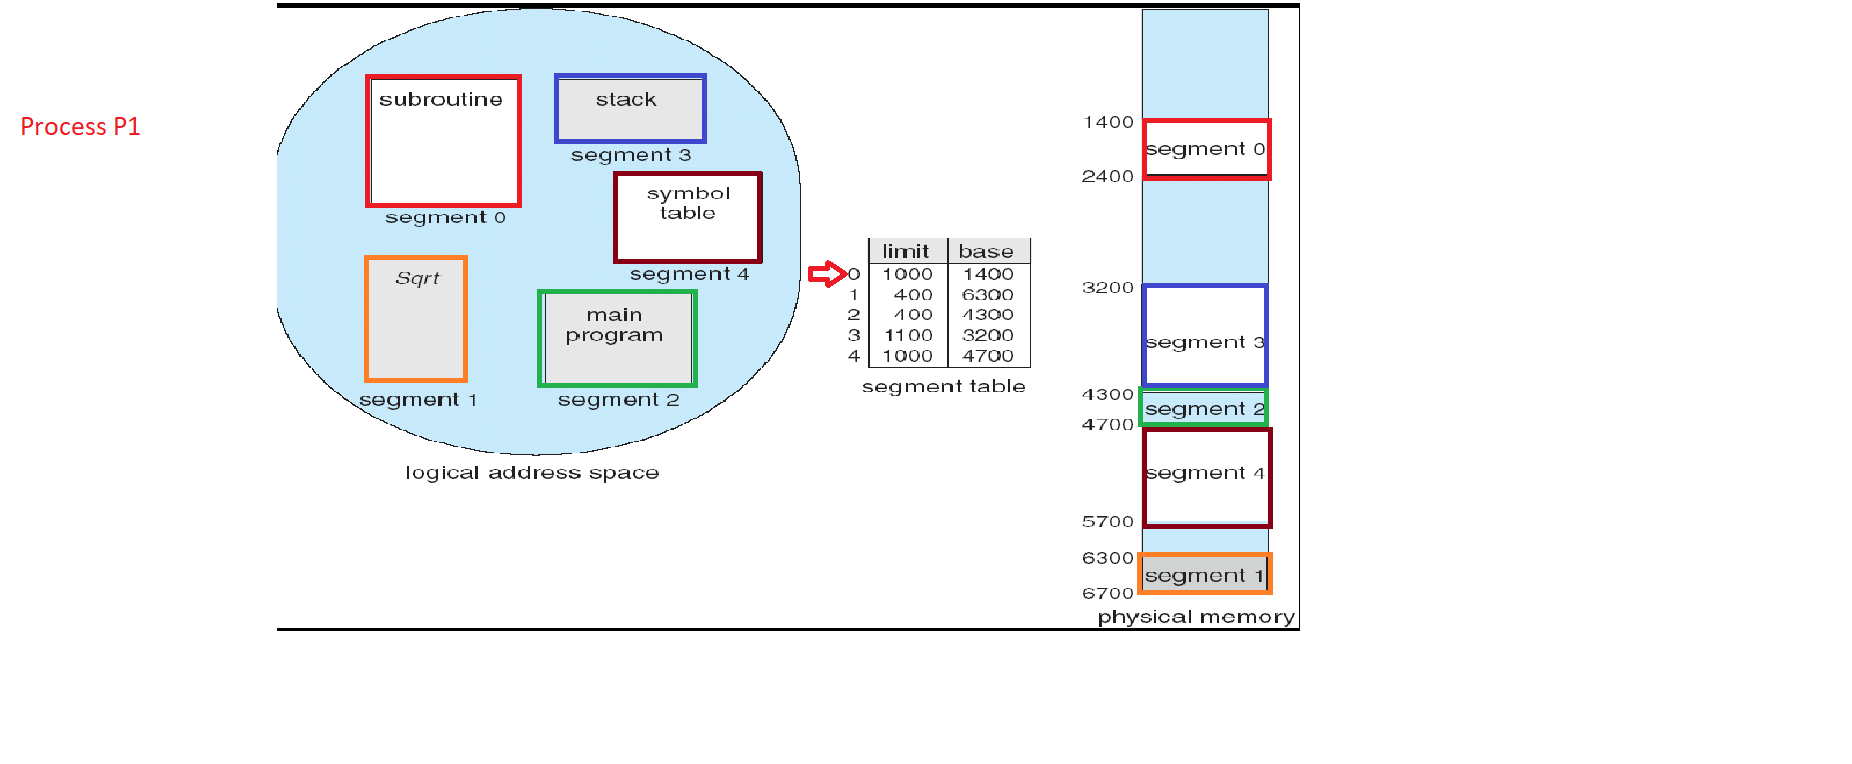 Process P1
subroutine
segment 0
stack
segment 3
symbol
table
segment 4
Sqrt
segment 1
main
program
segment 2
logical address space
limit base
0 1000 1400
1 400 6300
2 400 4300
3 1100 3200
4 1000 4700
segment table
1400
segment 0
2400
3200
segment 3
4300
segment 2
4700
segment 4
5700
6300
segment 1
6700
physical memory